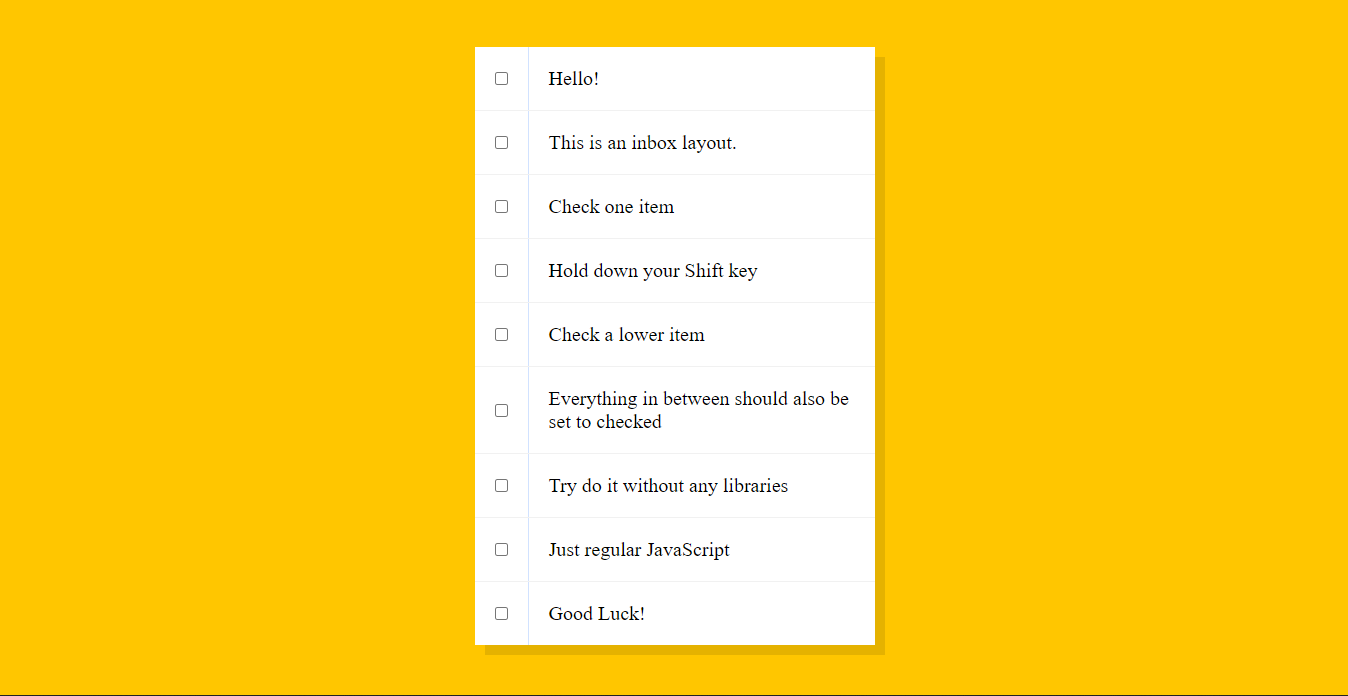 Hello!
This is an inbox layout.
Check one item
Hold down your Shift key
Check a lower item
Everything in between should also be
set to checked
Try do it without any libraries
Just regular JavaScript
Good Luck!